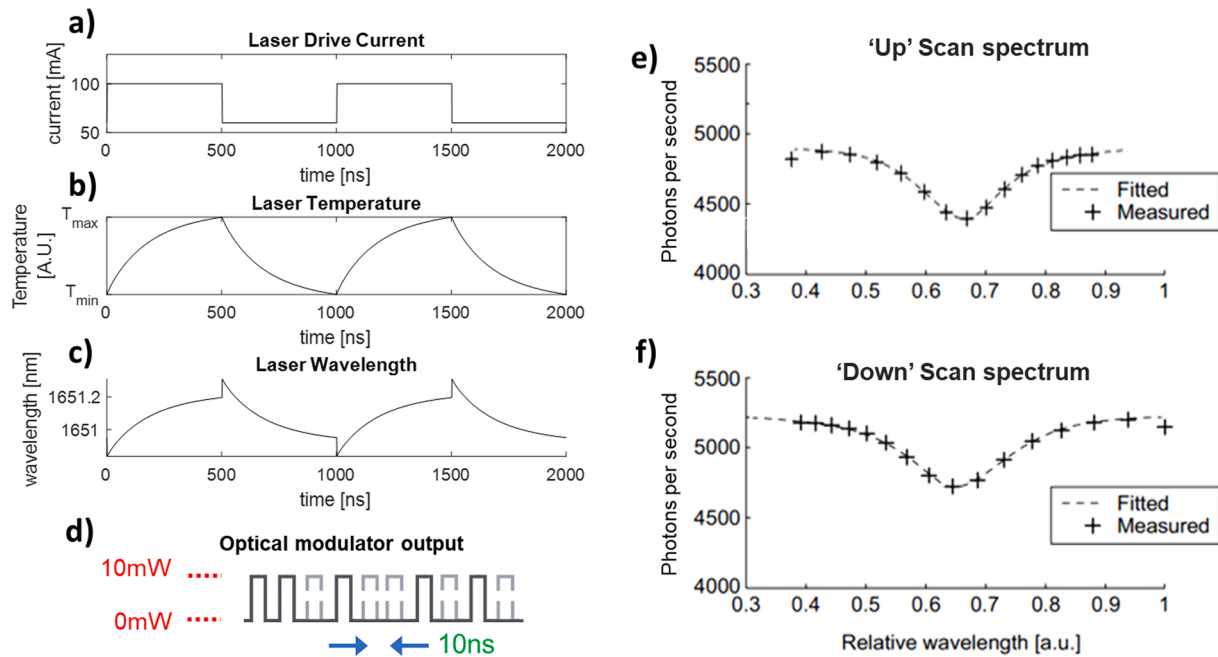 a)
Laser Drive Current
current [mA]
100
50
0
500
1000
1500
2000
time [ns]
b)
Laser Temperature
Temperature
[A.U.]
Tmax
Tmin
0
500
1000
1500
2000
time [ns]
c)
Laser Wavelength
wavelength [nm]
1651.2
1651
0
500
1000
1500
2000
time [ns]
d)
Optical modulator output
10mW
0mW
10ns
e)
‘Up’ Scan spectrum
Photons per second
5500
5000
4500
4000
Fitted
Measured
0.3
0.4
0.5
0.6
0.7
0.8
0.9
1
f)
‘Down’ Scan spectrum
Photons per second
5500
5000
4500
4000
Fitted
Measured
0.3
0.4
0.5
0.6
0.7
0.8
0.9
1
Relative wavelength [a.u.]